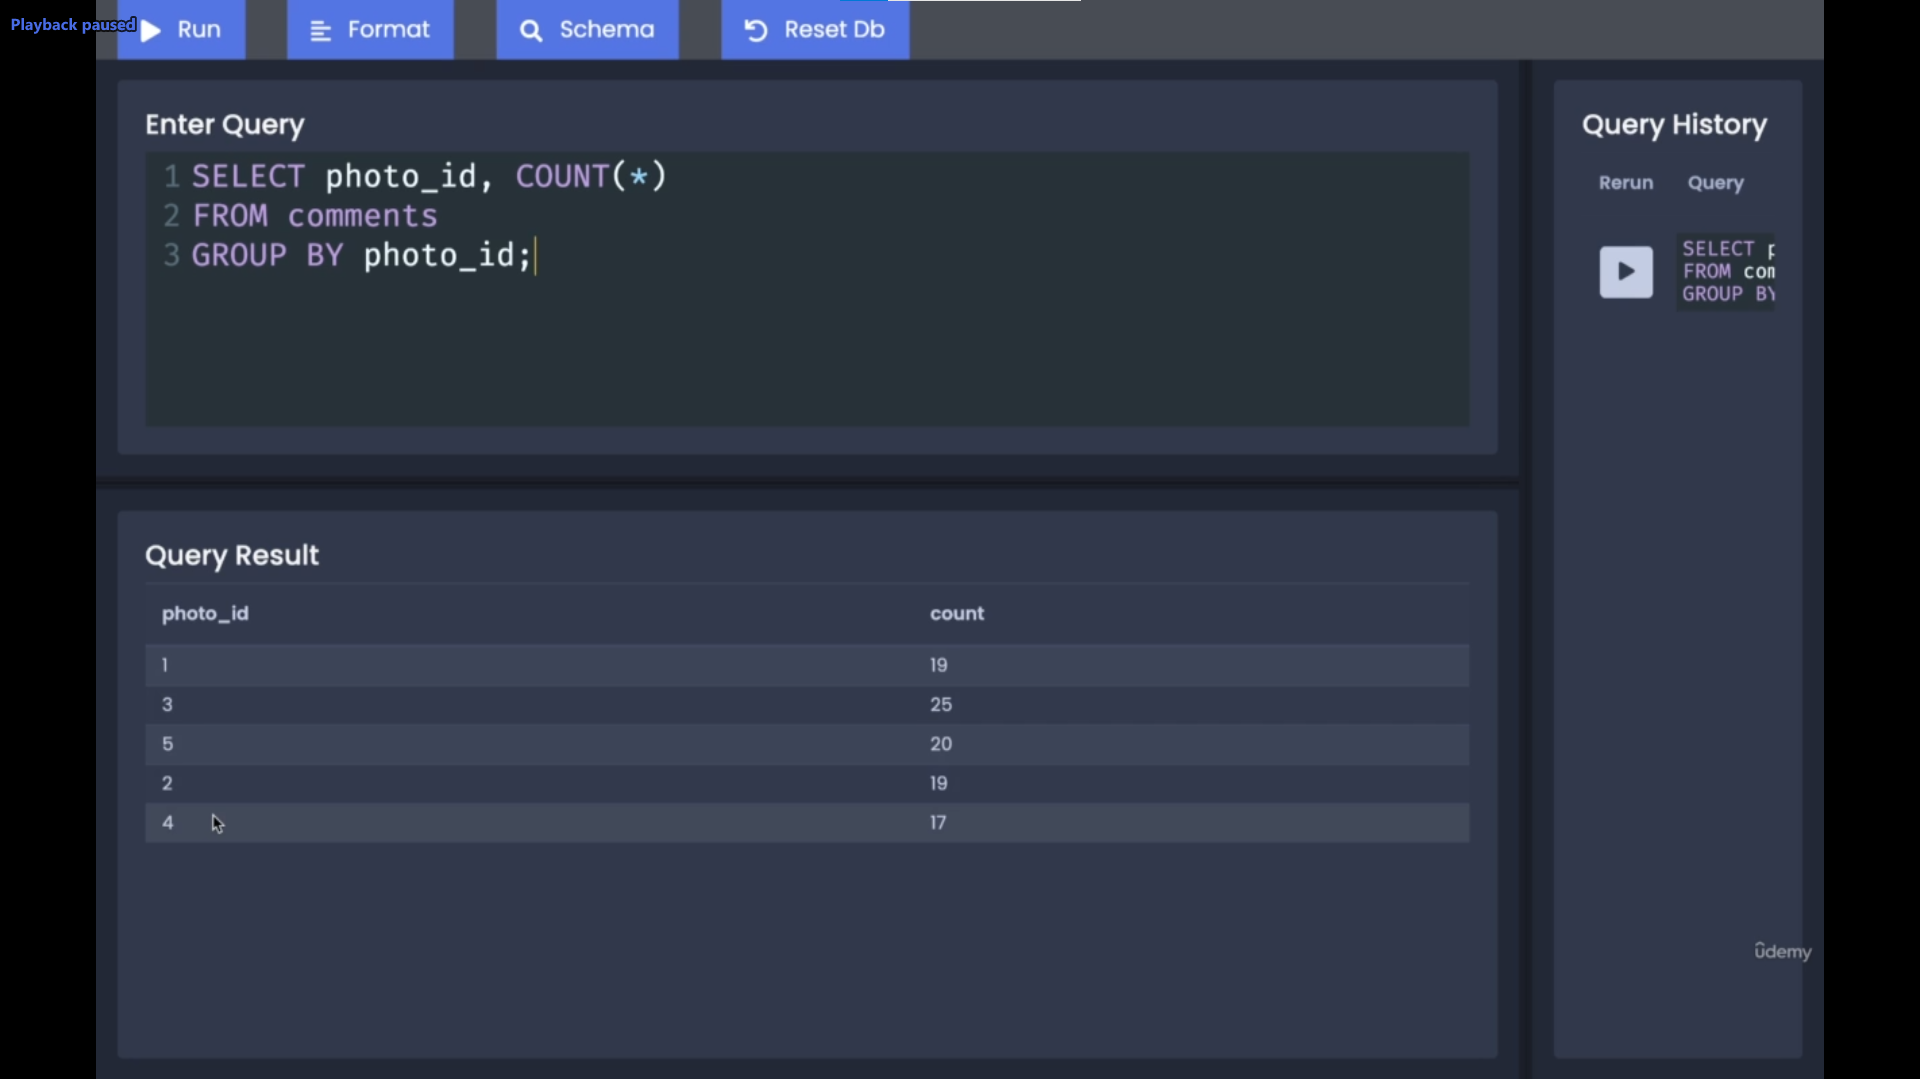 Playback paused
Run
Format
Schema
Reset Db
Enter Query
1 SELECT photo_id, COUNT(*)
2 FROM comments
3 GROUP BY photo_id;
Query Result
photo_id count
1 19
3 25
5 20
2 19
4 17
Query History
Rerun Query
SELECT p
FROM com
GROUP BY
ûdemy